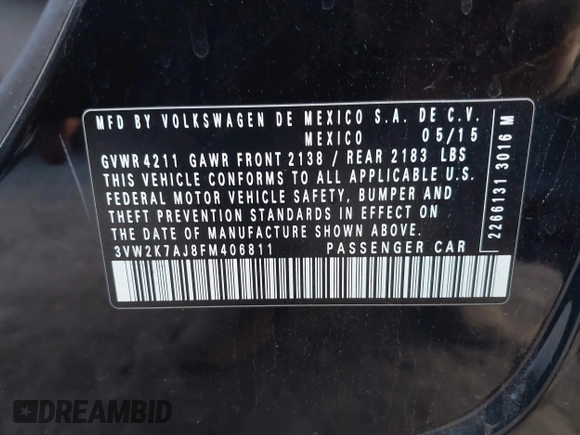 MFD BY VOLKSWAGEN DE MEXICO S.A. DE C.V.
MEXICO 05/15
GVWR 4211 GAWR FRONT 2138 / REAR 2183 LBS
THIS VEHICLE CONFORMS TO ALL APPLICABLE U.S.
FEDERAL MOTOR VEHICLE SAFETY, BUMPER AND
THEFT PREVENTION STANDARDS IN EFFECT ON
THE DATE OF MANUFACTURE SHOWN ABOVE.
3VW2K7AJ8FM406811 PASSENGER CAR
2266131 3016 M
DREAMBID